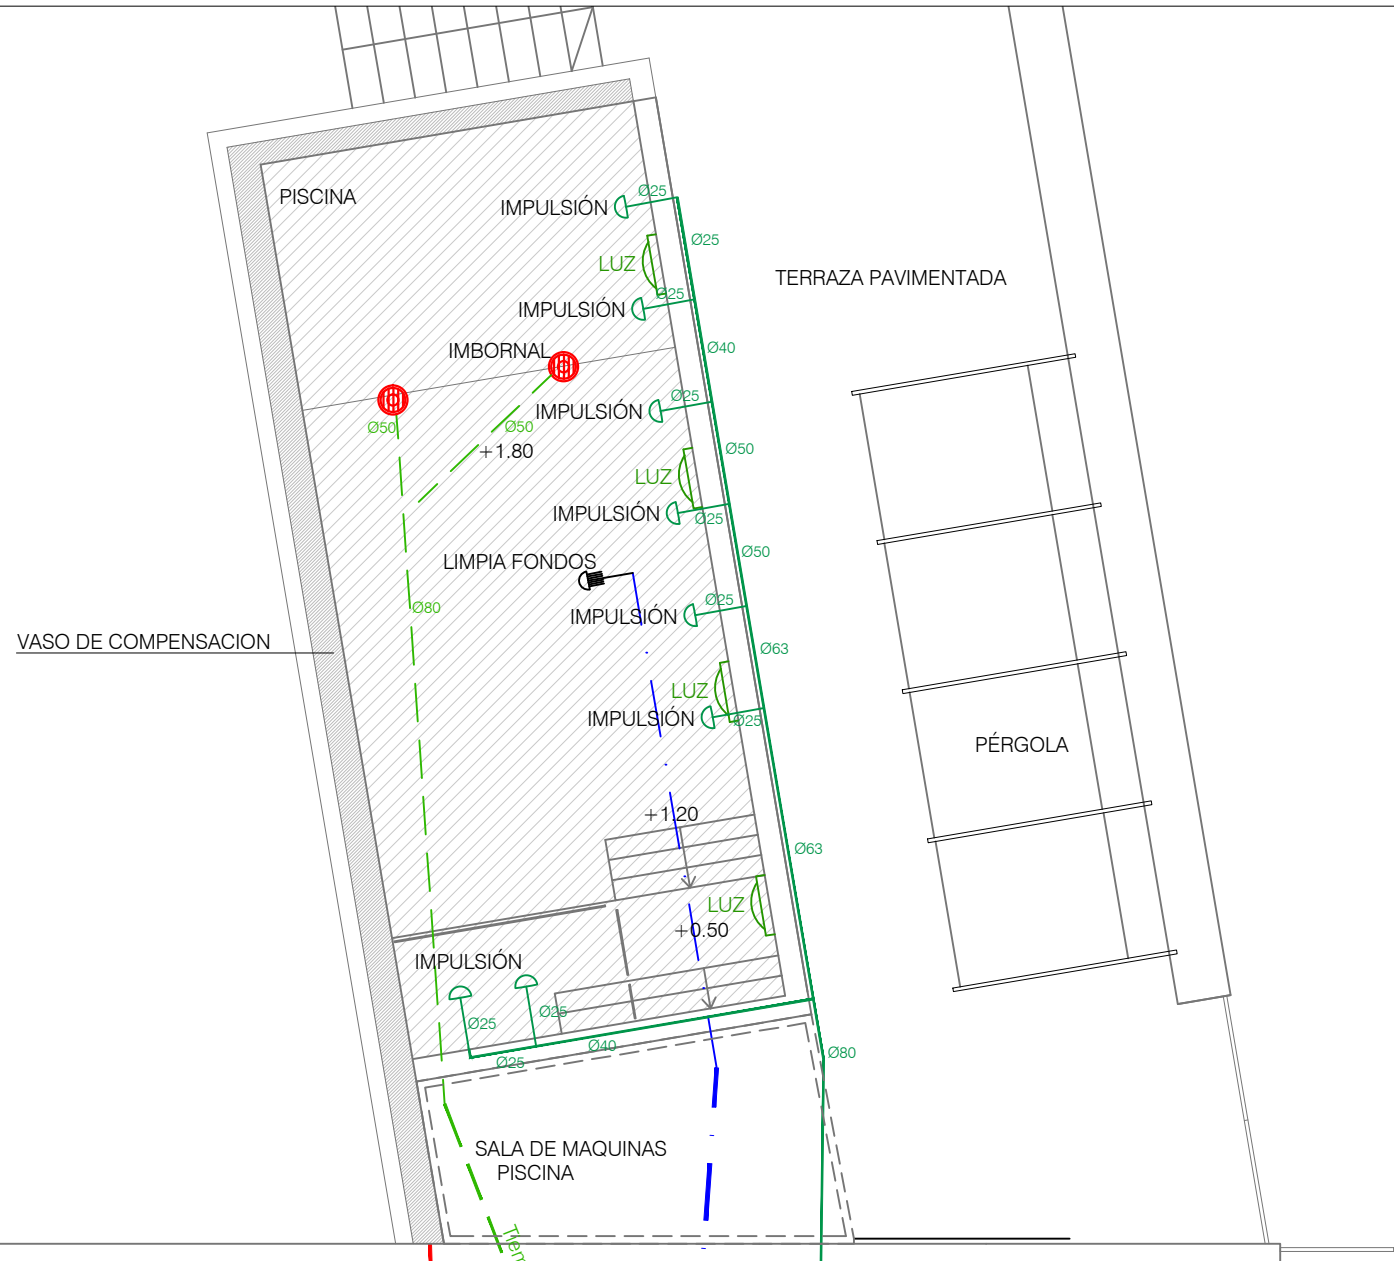 PISCINA
Ø25
IMPULSIÓN
Ø25
LUZ
TERRAZA PAVIMENTADA
Ø25
IMPULSIÓN
Ø40
IMBORNAL
Ø25
IMPULSIÓN
Ø50
Ø50
+1.80
Ø50
LUZ
IMPULSIÓN
Ø25
Ø50
LIMPIA FONDOS
Ø80
Ø25
IMPULSIÓN
VASO DE COMPENSACION
Ø63
LUZ
IMPULSIÓN
Ø25
PÉRGOLA
+1.20
Ø63
LUZ
+0.50
IMPULSIÓN
Ø25
Ø25
Ø40
Ø25
Ø80
SALA DE MAQUINAS
PISCINA